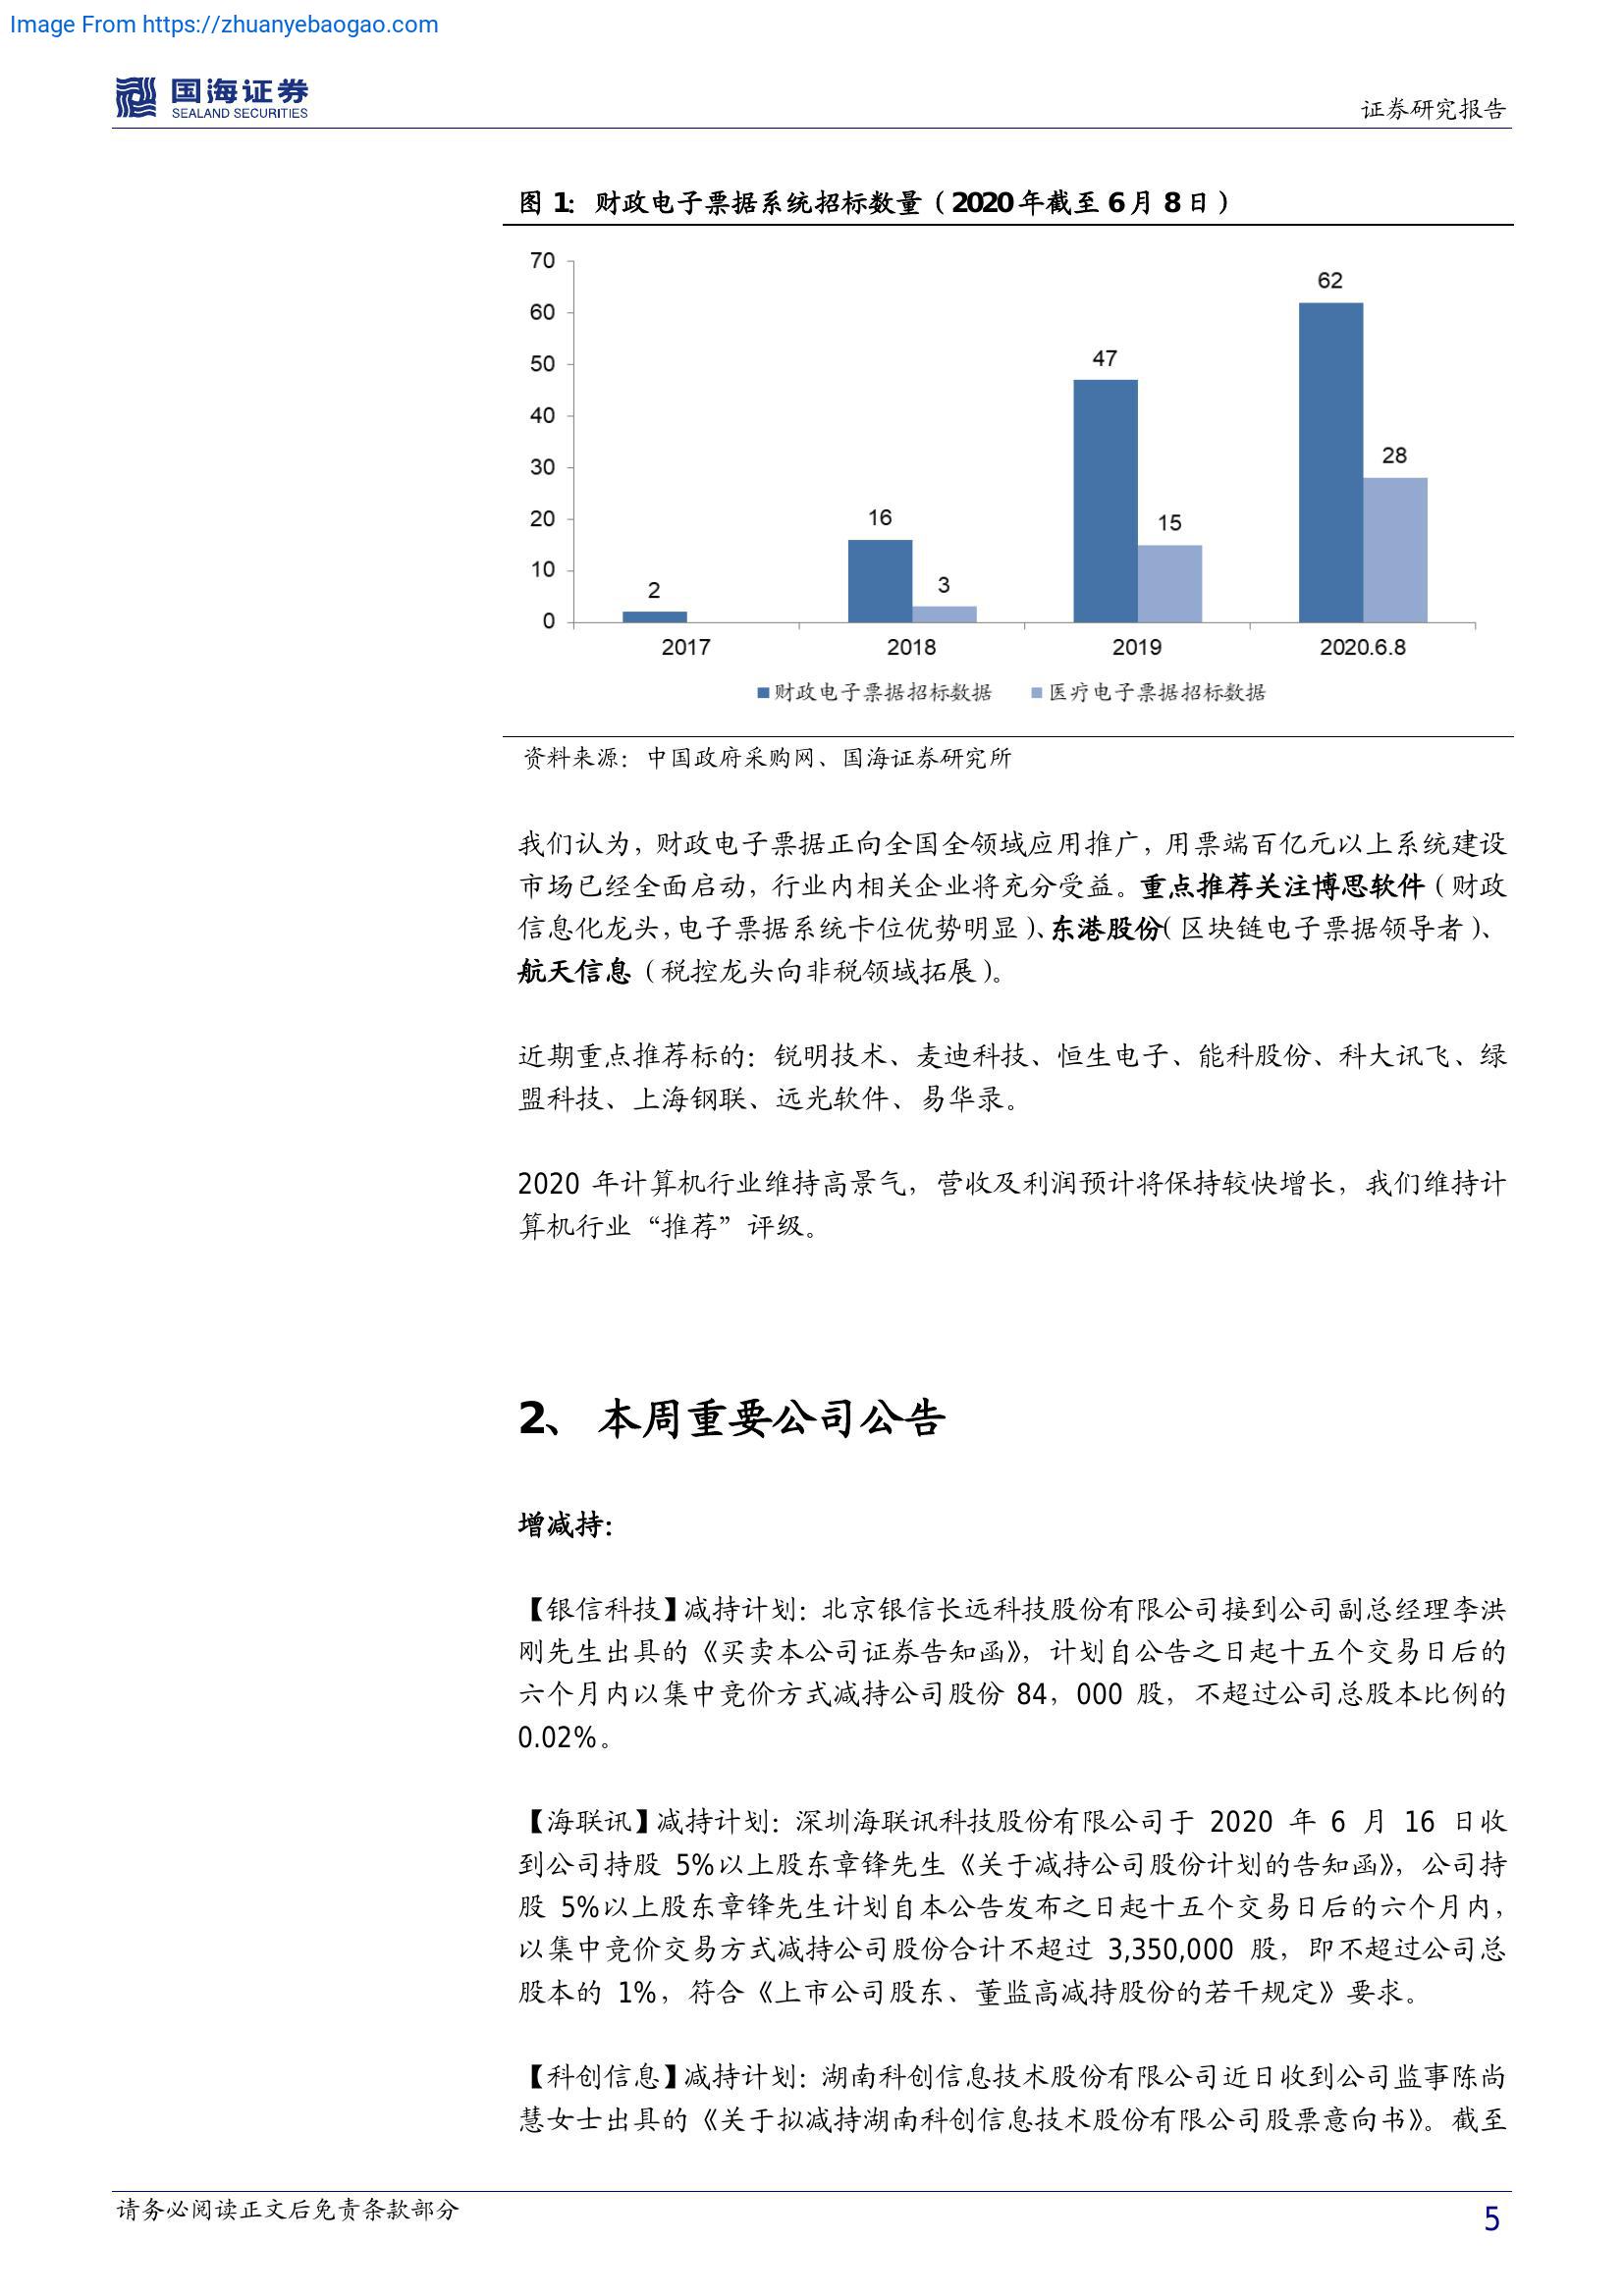 Image From https://zhuanyebaogao.com
国海证券
SEALAND SECURITIES
证券研究报告
图 1: 财政电子票据系统招标数量（2020 年截至 6 月 8 日）
70
60
50
40
30
20
10
0
2
16
3
47
15
62
28
2017
2018
2019
2020.6.8
财政电子票据招标数据
医疗电子票据招标数据
资料来源：中国政府采购网、国海证券研究所
我们认为，财政电子票据正向全国全领域应用推广，用票端百亿元以上系统建设
市场已经全面启动，行业内相关企业将充分受益。重点推荐关注博思软件（财政
信息化龙头，电子票据系统卡位优势明显）、东港股份（区块链电子票据领导者）、
航天信息（税控龙头向非税领域拓展）。
近期重点推荐标的：锐明技术、麦迪科技、恒生电子、能科股份、科大讯飞、绿
盟科技、上海钢联、远光软件、易华录。
2020 年计算机行业维持高景气，营收及利润预计将保持较快增长，我们维持计
算机行业“推荐”评级。
2、 本周重要公司公告
增减持：
【银信科技】减持计划：北京银信长远科技股份有限公司接到公司副总经理李洪
刚先生出具的《买卖本公司证券告知函》，计划自公告之日起十五个交易日后的
六个月内以集中竞价方式减持公司股份 84，000 股，不超过公司总股本比例的
0.02%。
【海联讯】减持计划：深圳海联讯科技股份有限公司于 2020 年 6 月 16 日收
到公司持股 5%以上股东章锋先生《关于减持公司股份计划的告知函》，公司持
股 5%以上股东章锋先生计划自本公告发布之日起十五个交易日后的六个月内，
以集中竞价交易方式减持公司股份合计不超过 3,350,000 股，即不超过公司总
股本的 1%，符合《上市公司股东、董监高减持股份的若干规定》要求。
【科创信息】减持计划：湖南科创信息技术股份有限公司近日收到公司监事陈尚
慧女士出具的《关于拟减持湖南科创信息技术股份有限公司股票意向书》。截至
请务必阅读正文后免责条款部分
5